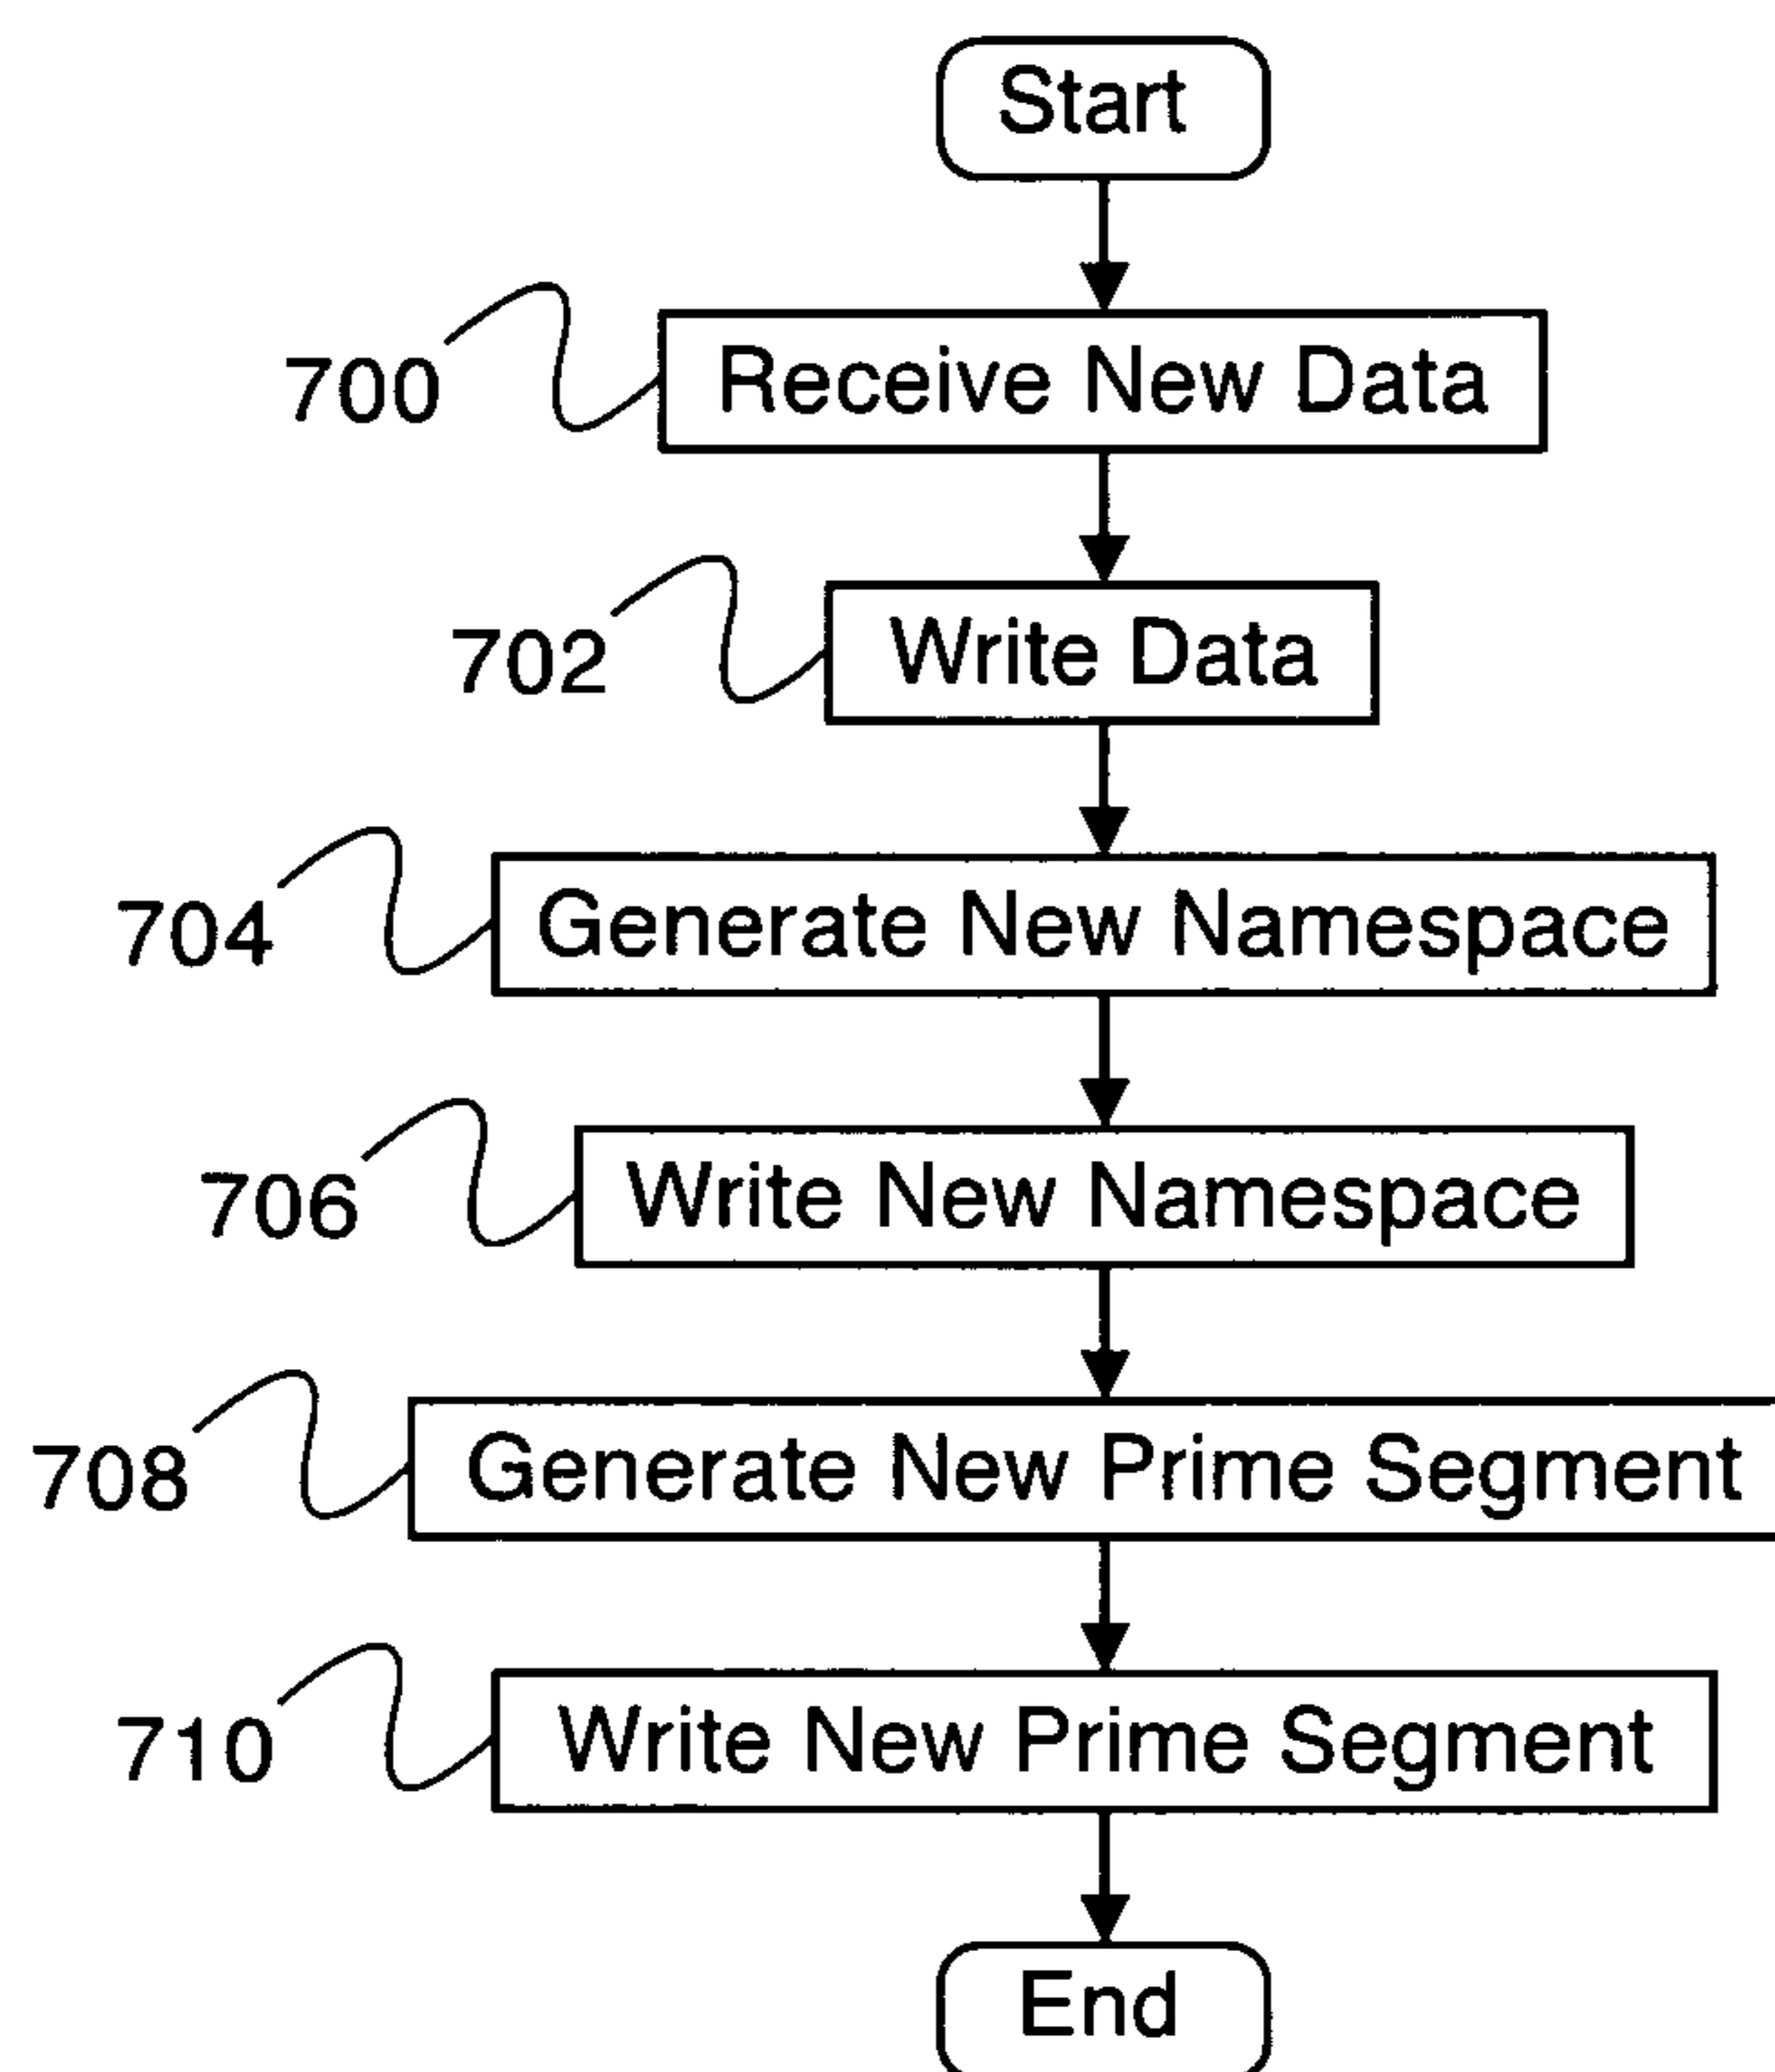 Start
700
Receive New Data
702
Write Data
704
Generate New Namespace
706
Write New Namespace
708
Generate New Prime Segment
710
Write New Prime Segment
End